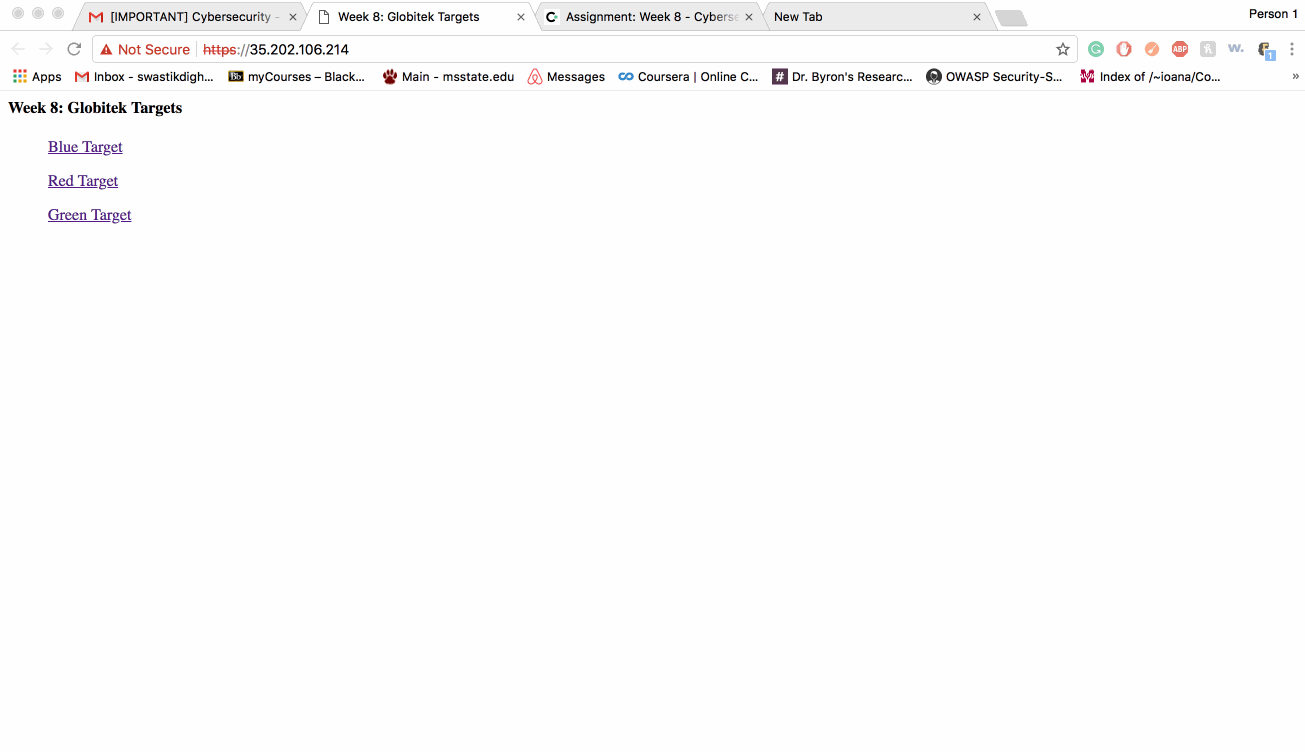 [IMPORTANT] Cybersecurity - Week 8: Globitek Targets Assignment: Week 8 - Cyberse New Tab Person 1
Not Secure https://35.202.106.214
Apps Inbox - swastikdigh... myCourses – Black... Main - msstate.edu Messages Coursera | Online C... # Dr. Byron's Researc... OWASP Security-S... Index of /~ioana/Co... »
Week 8: Globitek Targets
Blue Target
Red Target
Green Target